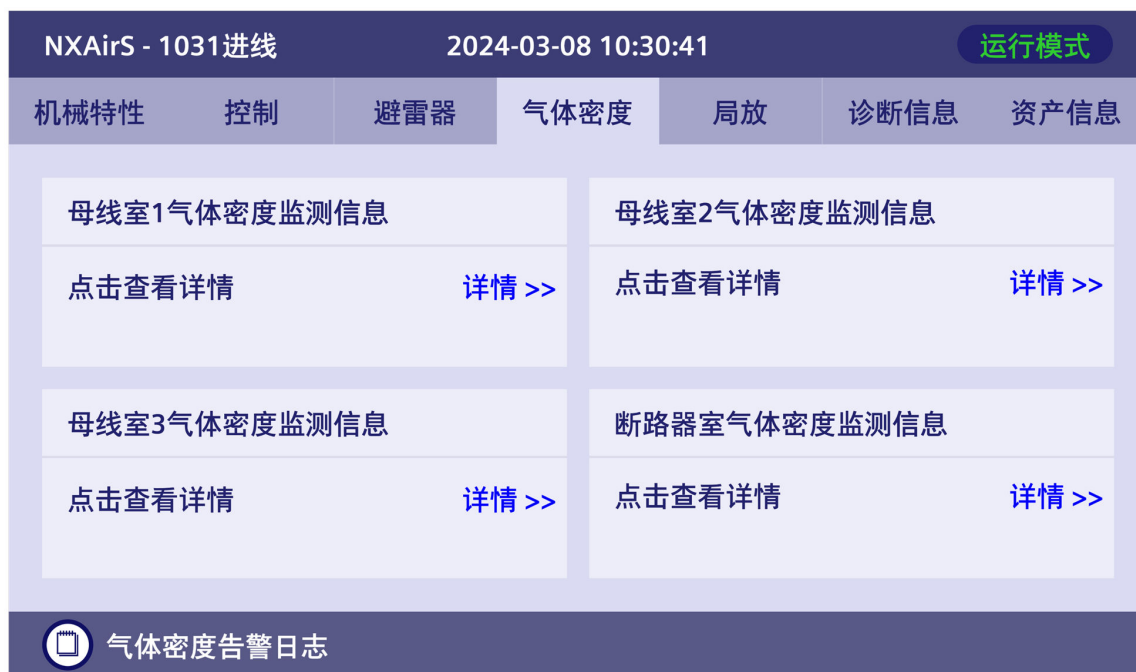 NXAirS - 1031进线 2024-03-08 10:30:41 运行模式
机械特性 控制 避雷器 气体密度 局放 诊断信息 资产信息
母线室1气体密度监测信息
点击查看详情 详情 >>
母线室2气体密度监测信息
点击查看详情 详情 >>
母线室3气体密度监测信息
点击查看详情 详情 >>
断路器室气体密度监测信息
点击查看详情 详情 >>
气体密度告警日志